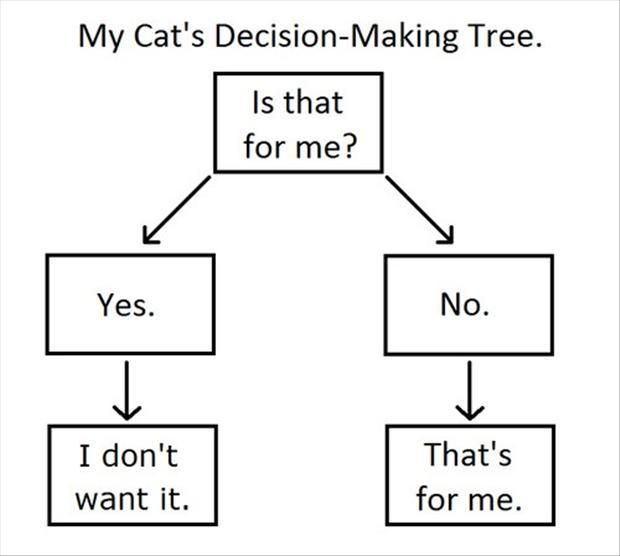 My Cat's Decision-Making Tree.
Is that
for me?
Yes.
No.
I don't
want it.
That's
for me.